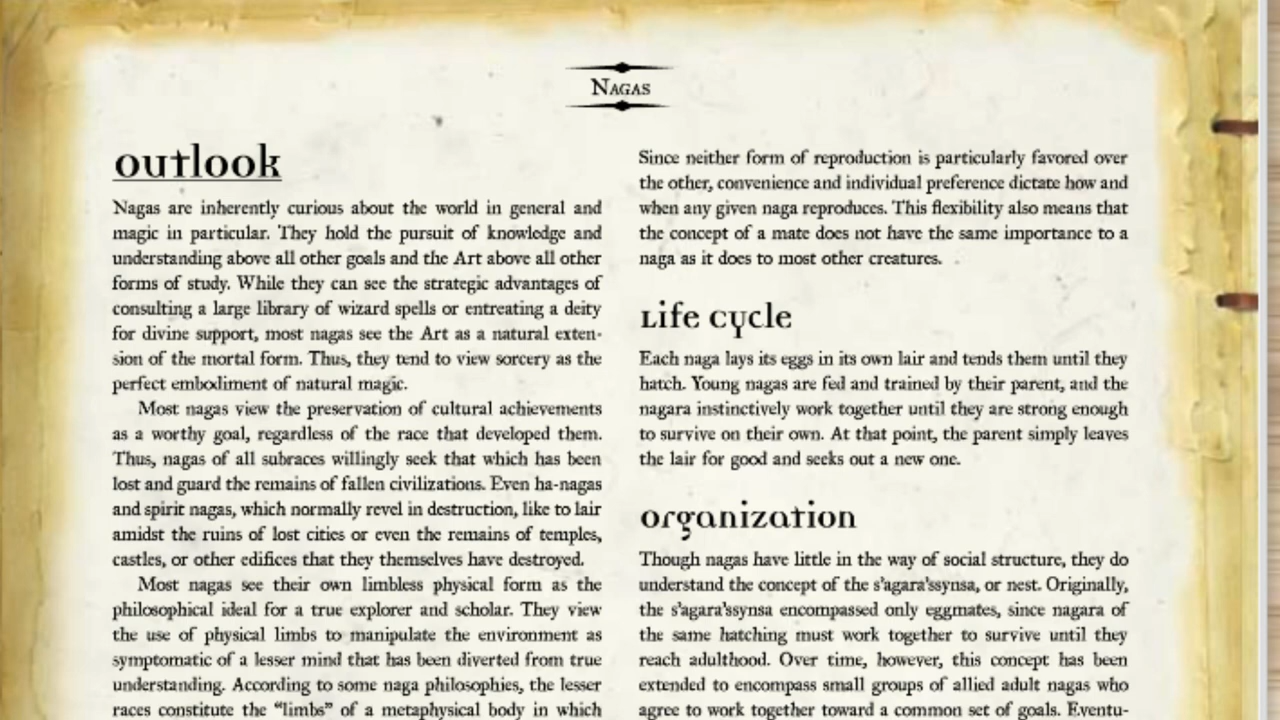 Nagas
outlook
Nagas are inherently curious about the world in general and
magic in particular. They hold the pursuit of knowledge and
understanding above all other goals and the Art above all other
forms of study. While they can see the strategic advantages of
consulting a large library of wizard spells or entreating a deity
for divine support, most nagas see the Art as a natural exten-
sion of the mortal form. Thus, they tend to view sorcery as the
perfect embodiment of natural magic.
Most nagas view the preservation of cultural achievements
as a worthy goal, regardless of the race that developed them.
Thus, nagas of all subraces willingly seek that which has been
lost and guard the remains of fallen civilizations. Even ha-nagas
and spirit nagas, which normally revel in destruction, like to lair
amidst the ruins of lost cities or even the remains of temples,
castles, or other edifices that they themselves have destroyed.
Most nagas see their own limbless physical form as the
philosophical ideal for a true explorer and scholar. They view
the use of physical limbs to manipulate the environment as
symptomatic of a lesser mind that has been diverted from true
understanding. According to some naga philosophies, the lesser
races constitute the “limbs” of a metaphysical body in which
Since neither form of reproduction is particularly favored over
the other, convenience and individual preference dictate how and
when any given naga reproduces. This flexibility also means that
the concept of a mate does not have the same importance to a
naga as it does to most other creatures.
Life cycle
Each naga lays its eggs in its own lair and tends them until they
hatch. Young nagas are fed and trained by their parent, and the
nagara instinctively work together until they are strong enough
to survive on their own. At that point, the parent simply leaves
the lair for good and seeks out a new one.
organization
Though nagas have little in the way of social structure, they do
understand the concept of the s'agara'ssynsa, or nest. Originally,
the s'agara'ssynsa encompassed only eggmates, since nagara of
the same hatching must work together to survive until they
reach adulthood. Over time, however, this concept has been
extended to encompass small groups of allied adult nagas who
agree to work together toward a common set of goals. Eventu-